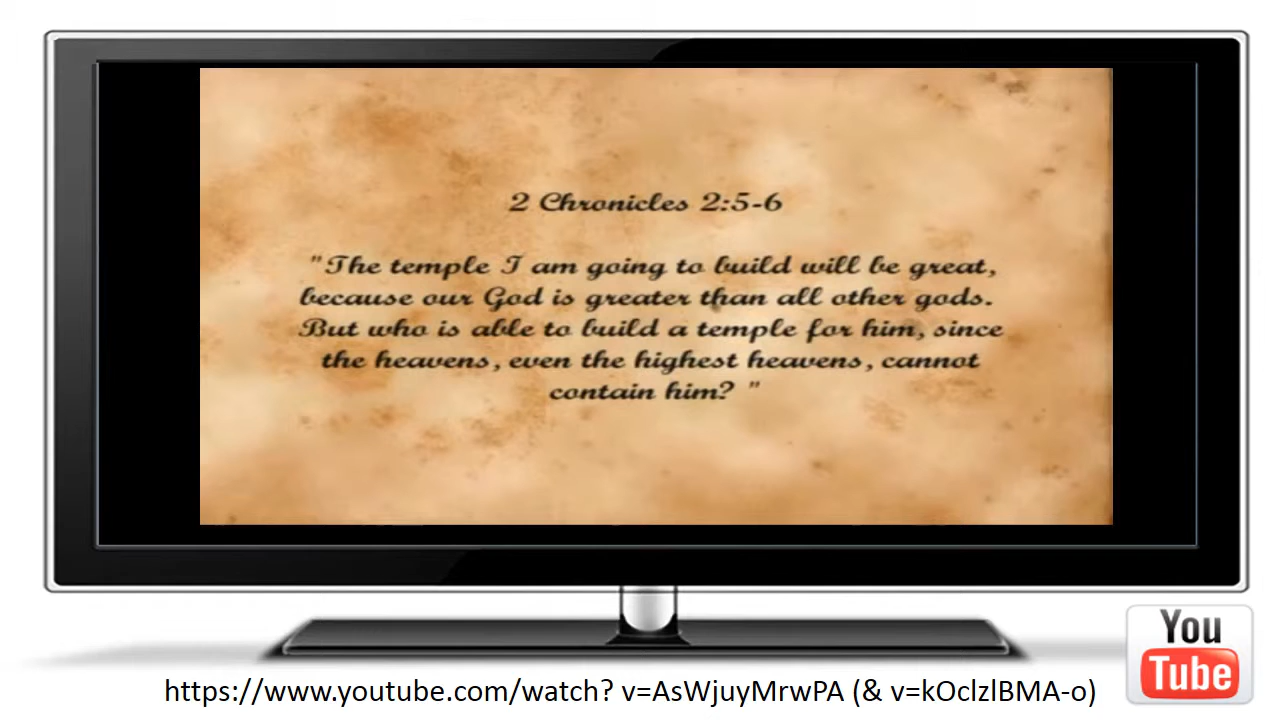 2 Chronicles 2:5-6
"The temple I am going to build will be great,
because our God is greater than all other gods.
But who is able to build a temple for him, since
the heavens, even the highest heavens, cannot
contain him? "
You
Tube
https://www.youtube.com/watch? v=AsWjuyMrwPA (& v=kOclzlBMA-o)